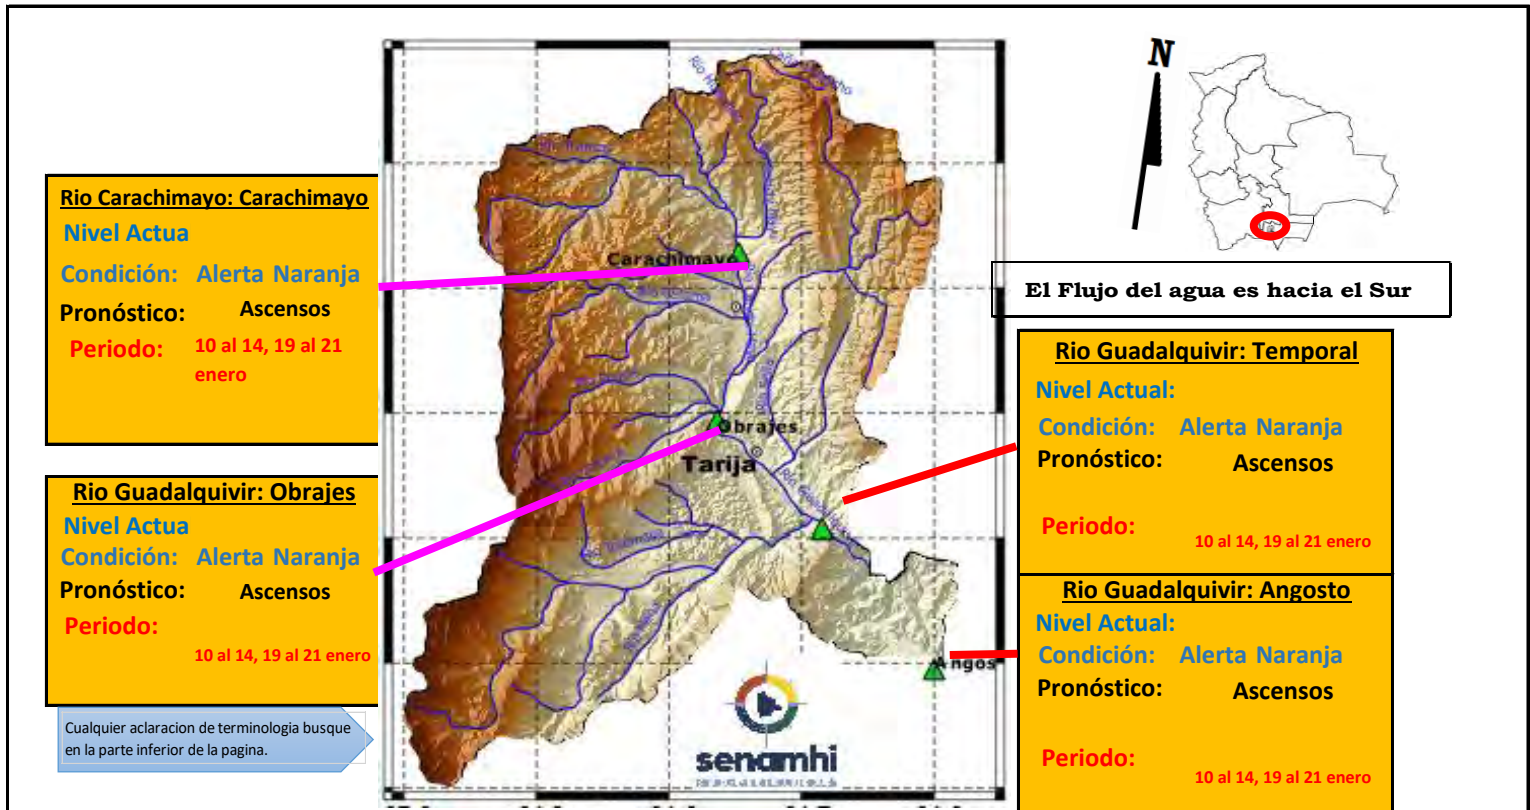 Rio Carachimayo: Carachimayo
Nivel Actua
Condición: Alerta Naranja
Pronóstico: Ascensos
Periodo: 10 al 14, 19 al 21
enero
Rio Guadalquivir: Obrajes
Nivel Actua
Condición: Alerta Naranja
Pronóstico: Ascensos
Periodo:
10 al 14, 19 al 21 enero
Cualquier aclaracion de terminologia busque
en la parte inferior de la pagina.
Carachimayo
Obrajes
Tarija
Angos
senamhi
N
El Flujo del agua es hacia el Sur
Rio Guadalquivir: Temporal
Nivel Actual:
Condición: Alerta Naranja
Pronóstico: Ascensos
Periodo:
10 al 14, 19 al 21 enero
Rio Guadalquivir: Angosto
Nivel Actual:
Condición: Alerta Naranja
Pronóstico: Ascensos
Periodo:
10 al 14, 19 al 21 enero